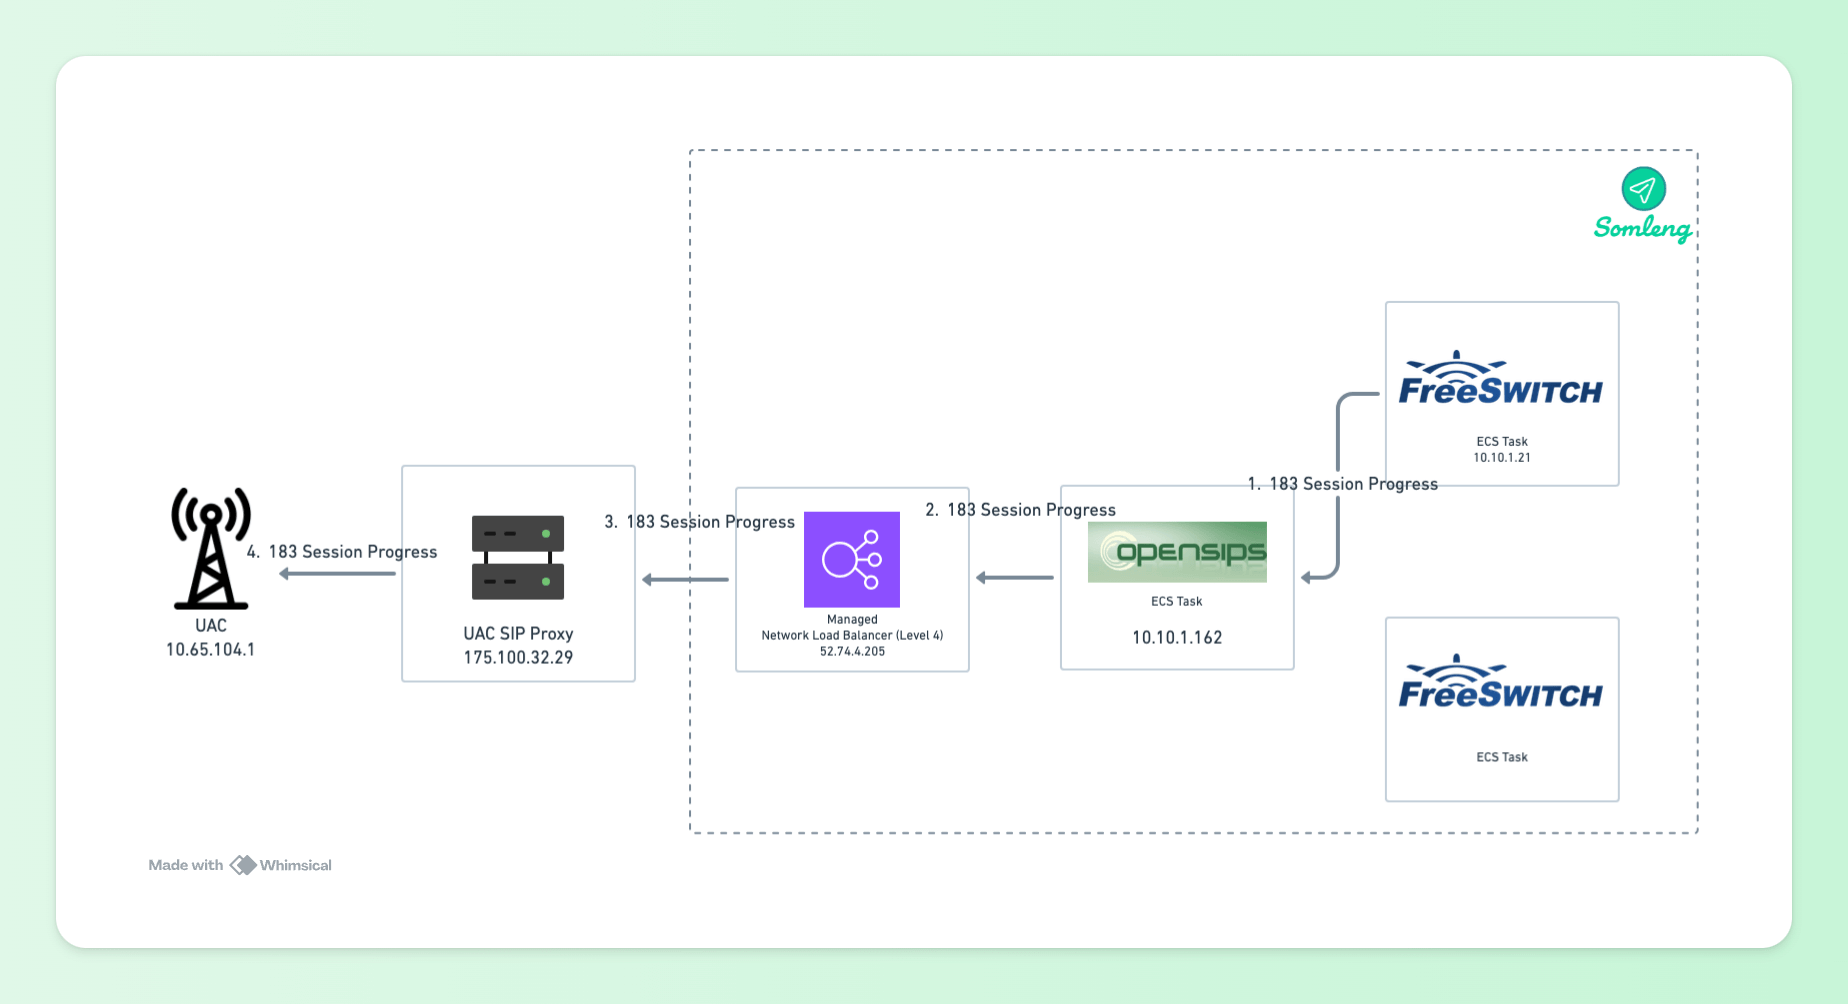 Somleng
FreeSWITCH
ECS Task
10.10.1.21
1. 183 Session Progress
2. 183 Session Progress
3. 183 Session Progress
4. 183 Session Progress
UAC
10.65.104.1
UAC SIP Proxy
175.100.32.29
Managed
Network Load Balancer (Level 4)
52.74.4.205
opensips
ECS Task
10.10.1.162
FreeSWITCH
ECS Task
Made with Whimsical